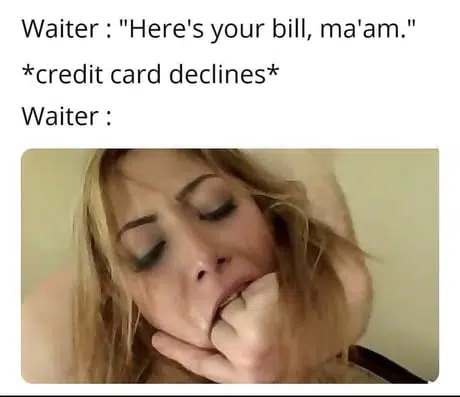 Waiter : "Here's your bill, ma'am."
*credit card declines*
Waiter :